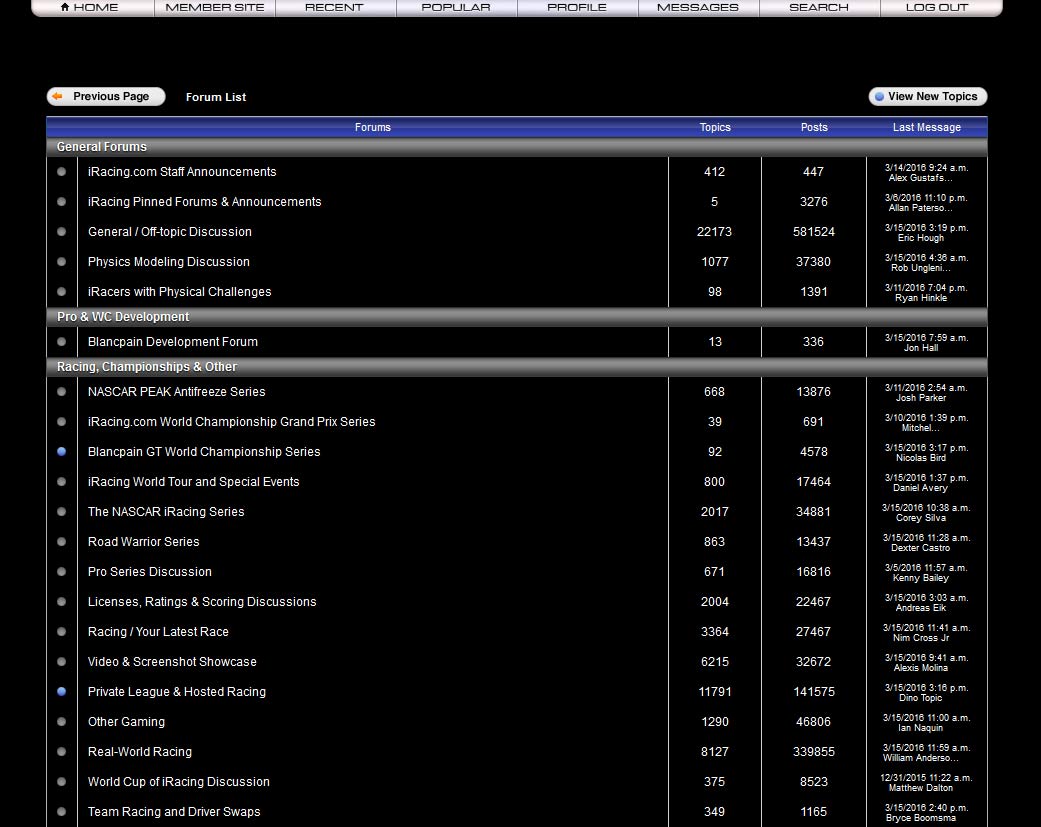 HOME MEMBER SITE RECENT POPULAR PROFILE MESSAGES SEARCH LOG OUT
Previous Page Forum List View New Topics
Forums Topics Posts Last Message
General Forums
iRacing.com Staff Announcements 412 447 3/14/2016 9:24 a.m.
Alex Gustafs...
iRacing Pinned Forums & Announcements 5 3276 3/6/2016 11:10 p.m.
Allan Paterso...
General / Off-topic Discussion 22173 581524 3/15/2016 3:19 p.m.
Eric Hough
Physics Modeling Discussion 1077 37380 3/15/2016 4:36 a.m.
Rob Ungleni...
iRacers with Physical Challenges 98 1391 3/11/2016 7:04 p.m.
Ryan Hinkle
Pro & WC Development
Blancpain Development Forum 13 336 3/15/2016 7:59 a.m.
Jon Hall
Racing, Championships & Other
NASCAR PEAK Antifreeze Series 668 13876 3/11/2016 2:54 a.m.
Josh Parker
iRacing.com World Championship Grand Prix Series 39 691 3/10/2016 1:39 p.m.
Mitchel...
Blancpain GT World Championship Series 92 4578 3/15/2016 3:17 p.m.
Nicolas Bird
iRacing World Tour and Special Events 800 17464 3/15/2016 1:37 p.m.
Daniel Avery
The NASCAR iRacing Series 2017 34881 3/15/2016 10:38 a.m.
Corey Silva
Road Warrior Series 863 13437 3/15/2016 11:28 a.m.
Dexter Castro
Pro Series Discussion 671 16816 3/5/2016 11:57 a.m.
Kenny Bailey
Licenses, Ratings & Scoring Discussions 2004 22467 3/15/2016 3:03 a.m.
Andreas Eik
Racing / Your Latest Race 3364 27467 3/15/2016 11:41 a.m.
Nim Cross Jr
Video & Screenshot Showcase 6215 32672 3/15/2016 9:41 a.m.
Alexis Molina
Private League & Hosted Racing 11791 141575 3/15/2016 3:16 p.m.
Dino Topic
Other Gaming 1290 46806 3/15/2016 11:00 a.m.
Ian Naquin
Real-World Racing 8127 339855 3/15/2016 11:59 a.m.
William Anderso...
World Cup of iRacing Discussion 375 8523 12/31/2015 11:22 a.m.
Matthew Dalton
Team Racing and Driver Swaps 349 1165 3/15/2016 2:40 p.m.
Bryce Boomsma